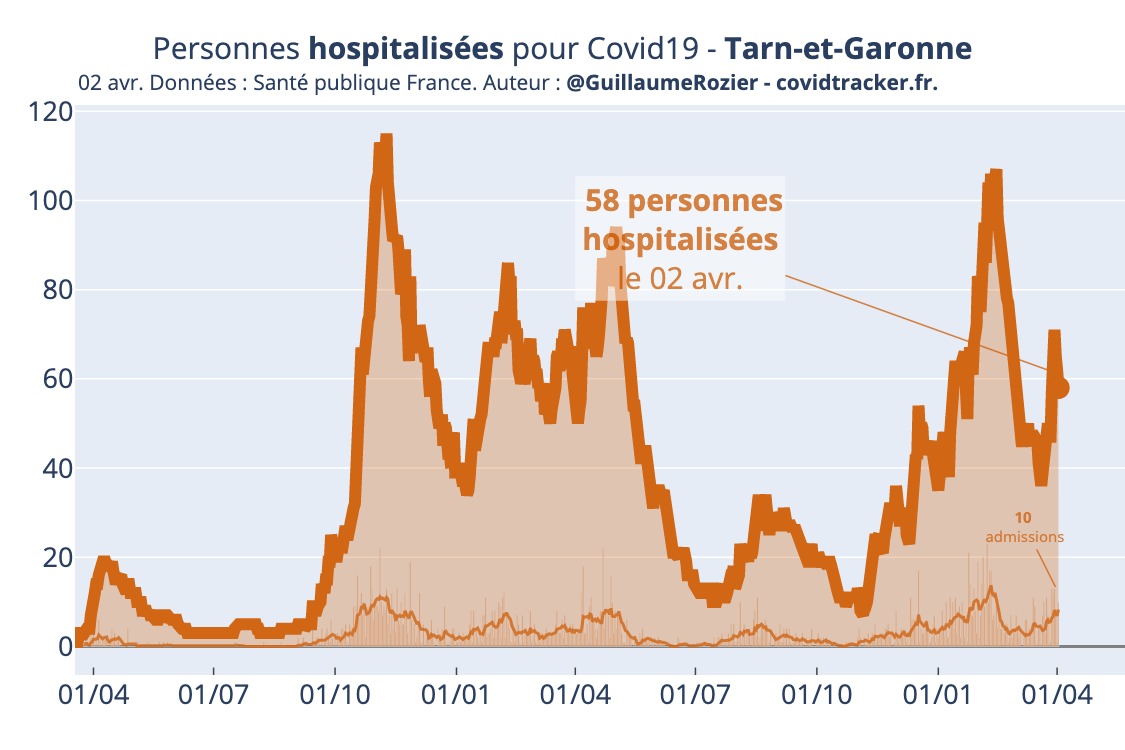 Personnes hospitalisées pour Covid19 - Tarn-et-Garonne
02 avr. Données : Santé publique France. Auteur : @GuillaumeRozier - covidtracker.fr.
120
100
80
60
40
20
0
58 personnes
hospitalisées
le 02 avr.
10
admissions
01/04
01/07
01/10
01/01
01/04
01/07
01/10
01/01
01/04